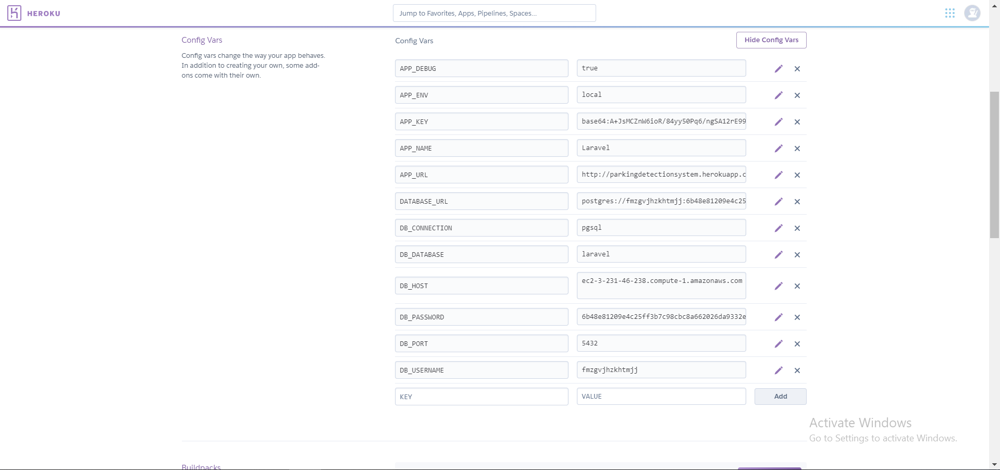 HEROKU
Jump to Favorites, Apps, Pipelines, Spaces...
Config Vars
Config vars change the way your app behaves.
In addition to creating your own, some add-
ons come with their own.
Config Vars
Hide Config Vars
APP_DEBUG true
APP_ENV local
APP_KEY base64:A+JsMCZnW6ioR/84yy50Pq6/ngSA12rE99
APP_NAME Laravel
APP_URL http://parkingdetectionsystem.herokuapp.c
DATABASE_URL postgres://fmzgvjhzkhtmjj:6b48e81209e4c25
DB_CONNECTION pgsql
DB_DATABASE laravel
DB_HOST ec2-3-231-46-238.compute-1.amazonaws.com
DB_PASSWORD 6b48e81209e4c25ff3b7c98cbc8a662026da9332e
DB_PORT 5432
DB_USERNAME fmzgvjhzkhtmjj
KEY VALUE Add
Activate Windows
Go to Settings to activate Windows.
Buildpacks